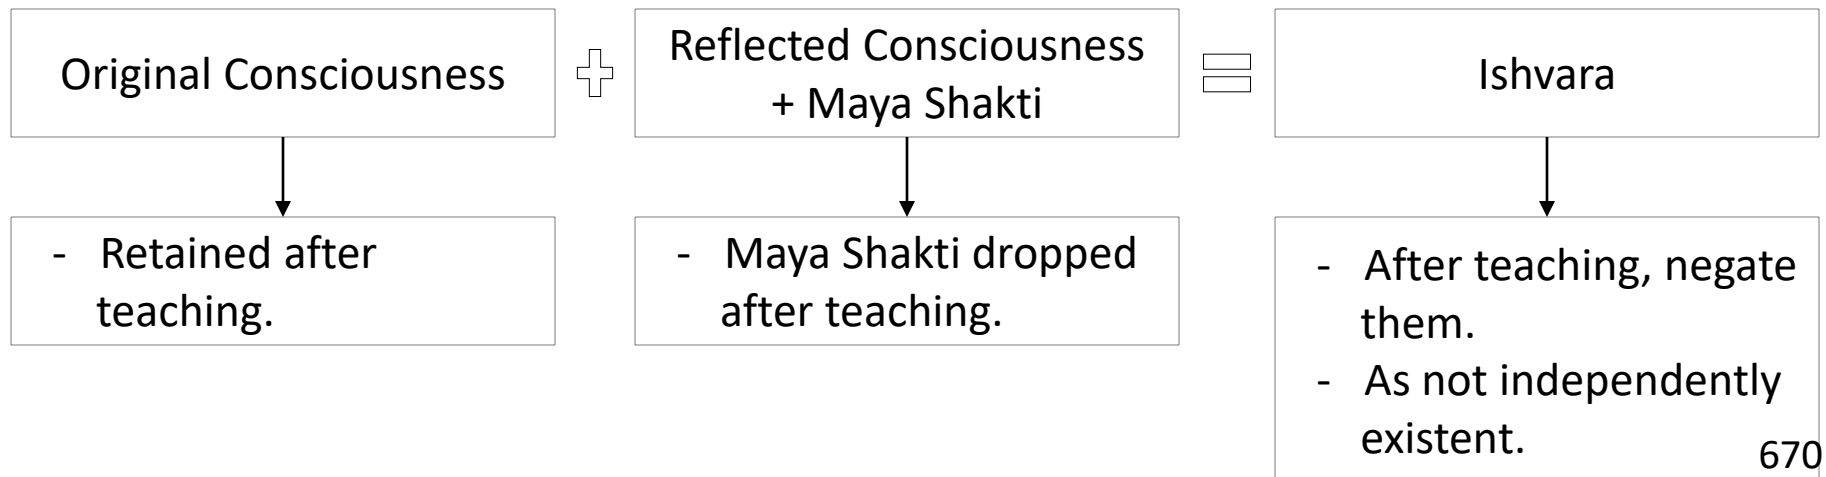 Original Consciousness
Reflected Consciousness
+ Maya Shakti
Ishvara
- Retained after
teaching.
- Maya Shakti dropped
after teaching.
- After teaching, negate
them.
- As not independently
existent.
670